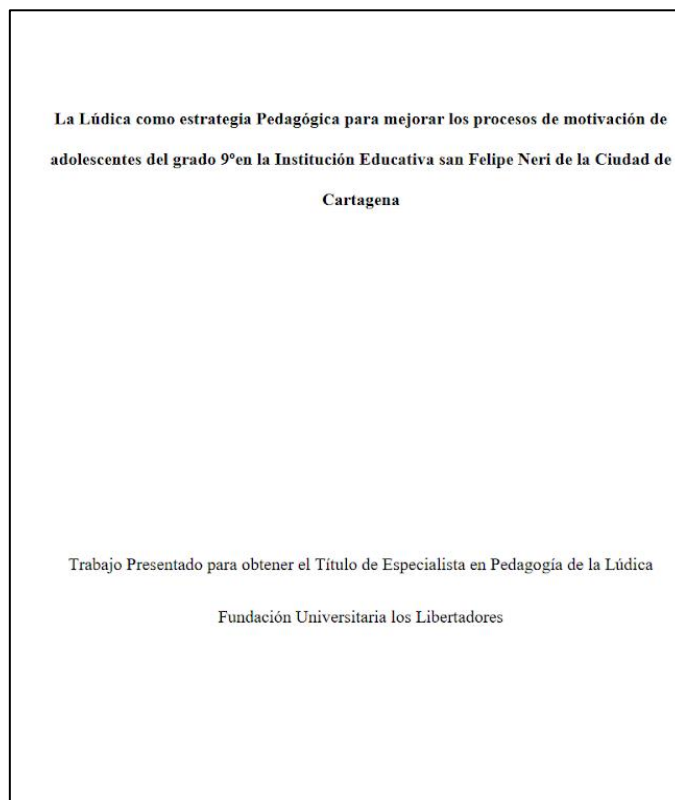 La Lúdica como estrategia Pedagógica para mejorar los procesos de motivación de
adolescentes del grado 9ºen la Institución Educativa san Felipe Neri de la Ciudad de
Cartagena
Trabajo Presentado para obtener el Título de Especialista en Pedagogía de la Lúdica
Fundación Universitaria los Libertadores